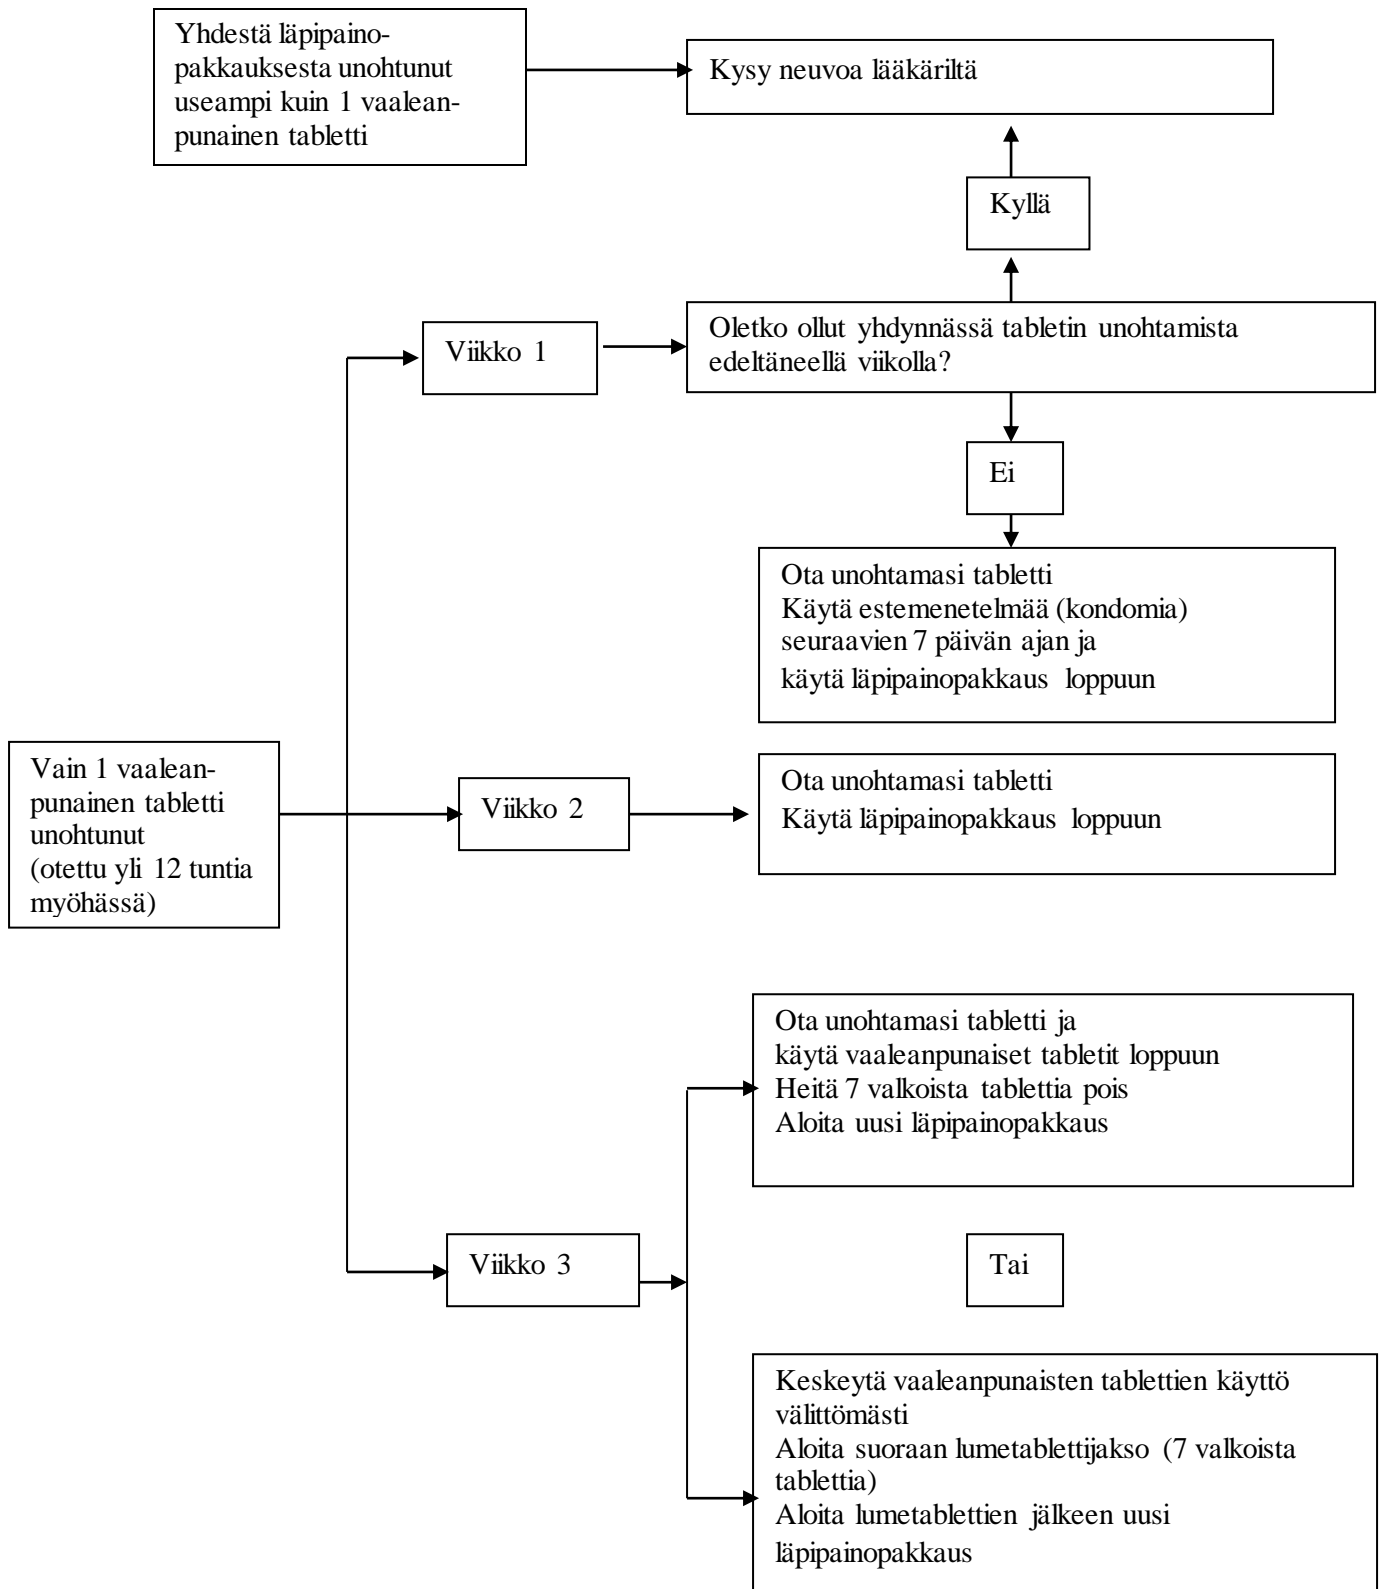 Yhdestä läpipaino-
pakkauksesta unohtunut
useampi kuin 1 vaalean-
punainen tabletti
Kysy neuvoa lääkäriltä
Kyllä
Viikko 1
Oletko ollut yhdynnässä tabletin unohtamista
edeltäneellä viikolla?
Ei
Ota unohtamasi tabletti
Käytä estemenetelmää (kondomia)
seuraavien 7 päivän ajan ja
käytä läpipainopakkaus loppuun
Vain 1 vaalean-
punainen tabletti
unohtunut
(otettu yli 12 tuntia
myöhässä)
Viikko 2
Ota unohtamasi tabletti
Käytä läpipainopakkaus loppuun
Ota unohtamasi tabletti ja
käytä vaaleanpunaiset tabletit loppuun
Heitä 7 valkoista tablettia pois
Aloita uusi läpipainopakkaus
Viikko 3
Tai
Keskeytä vaaleanpunaisten tablettien käyttö
välittömästi
Aloita suoraan lumetablettijakso (7 valkoista
tablettia)
Aloita lumetablettien jälkeen uusi
läpipainopakkaus